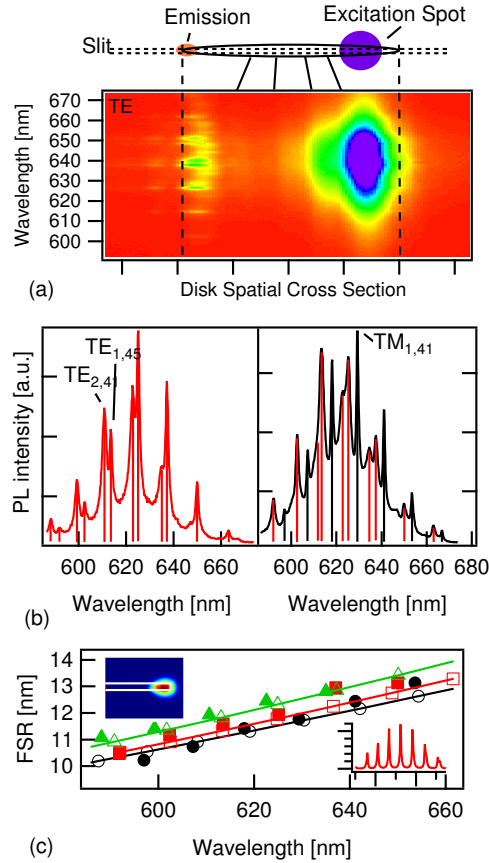 Emission
Excitation Spot
Slit
TE
Wavelength [nm]
670
660
650
640
630
620
610
600
(a)
Disk Spatial Cross Section
PL intensity [a.u.]
TE2,41
TE1,45
TM1,41
600 620 640 660
600 620 640 660 680
Wavelength [nm]
Wavelength [nm]
(b)
(c)
FSR [nm]
14
13
12
11
10
600 620 640 660
Wavelength [nm]